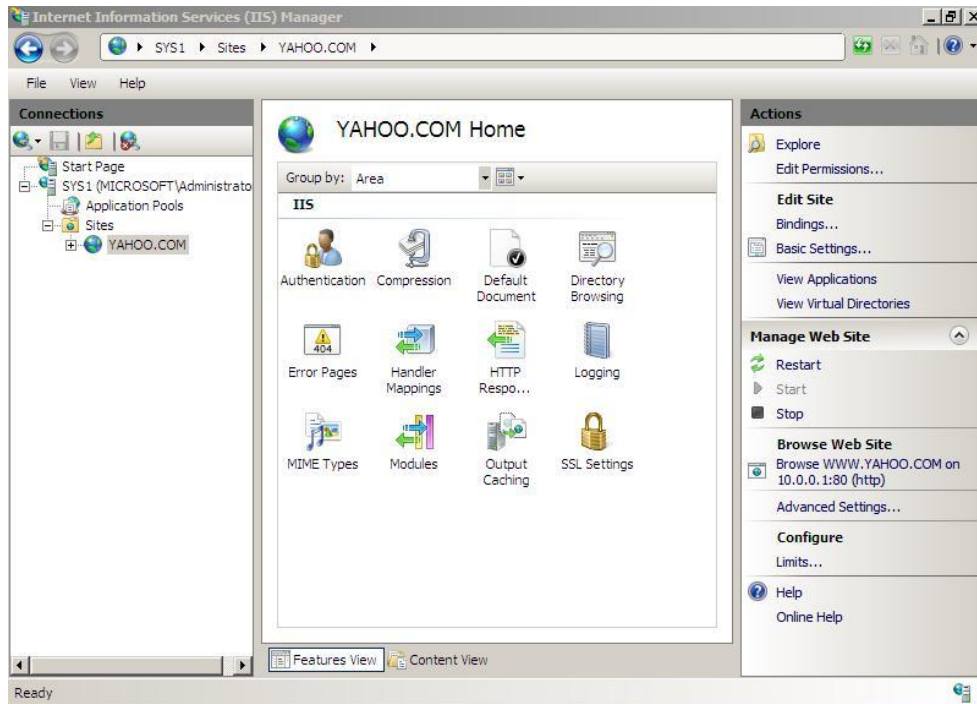 Internet Information Services (IIS) Manager
SYS1 Sites YAHOO.COM
File View Help
Connections
Start Page
SYS1 (MICROSOFT\Administrato
Application Pools
Sites
YAHOO.COM
YAHOO.COM Home
Group by: Area
IIS
Authentication Compression Default Document Directory Browsing
404
Error Pages Handler Mappings HTTP Respo... Logging
MIME Types Modules Output Caching SSL Settings
Features View Content View
Actions
Explore
Edit Permissions...
Edit Site
Bindings...
Basic Settings...
View Applications
View Virtual Directories
Manage Web Site
Restart
Start
Stop
Browse Web Site
Browse WWW.YAHOO.COM on
10.0.0.1:80 (http)
Advanced Settings...
Configure
Limits...
Help
Online Help
Ready